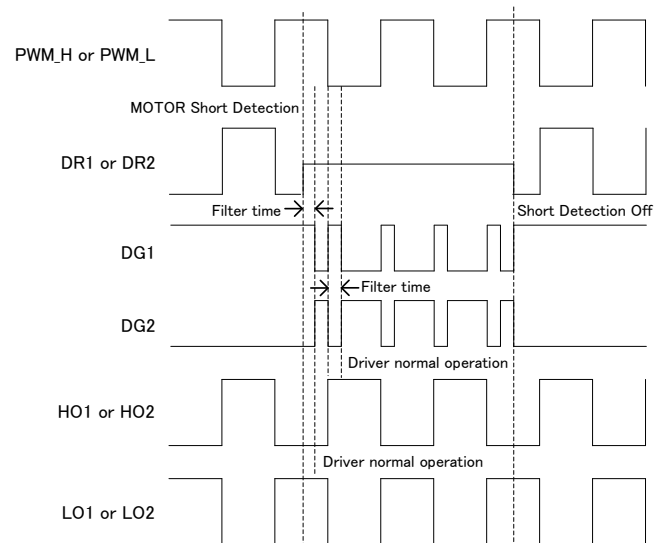 PWM_H or PWM_L
MOTOR Short Detection
DR1 or DR2
Filter time
Short Detection Off
DG1
Filter time
DG2
Driver normal operation
HO1 or HO2
Driver normal operation
LO1 or LO2